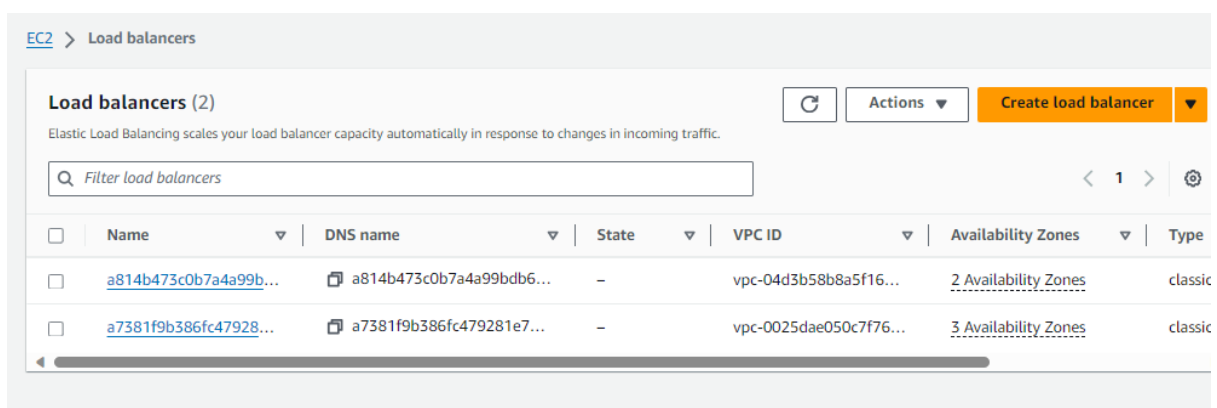 EC2 > Load balancers
Load balancers (2)
Actions
Create load balancer
Elastic Load Balancing scales your load balancer capacity automatically in response to changes in incoming traffic.
Filter load balancers
1
Name DNS name State VPC ID Availability Zones Type
a814b473c0b7a4a99b... a814b473c0b7a4a99bdb6... – vpc-04d3b58b8a5f16... 2 Availability Zones classic
a7381f9b386fc47928... a7381f9b386fc479281e7... – vpc-0025dae050c7f76... 3 Availability Zones classic